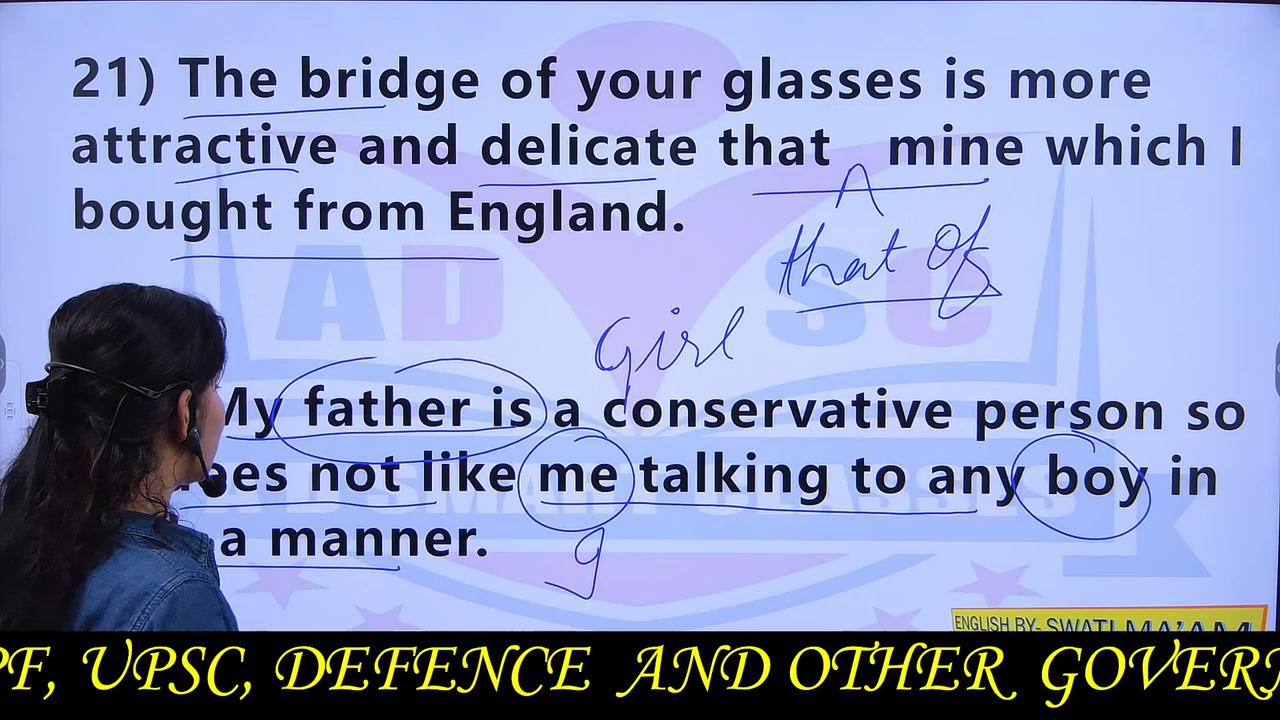 21) The bridge of your glasses is more
attractive and delicate that mine which I
bought from England.
that of
girl
My father is a conservative person so
not like me talking to any boy in
a manner.
g
ENGLISH BY:- SWATI MA'AM
UPSC, DEFENCE AND OTHER